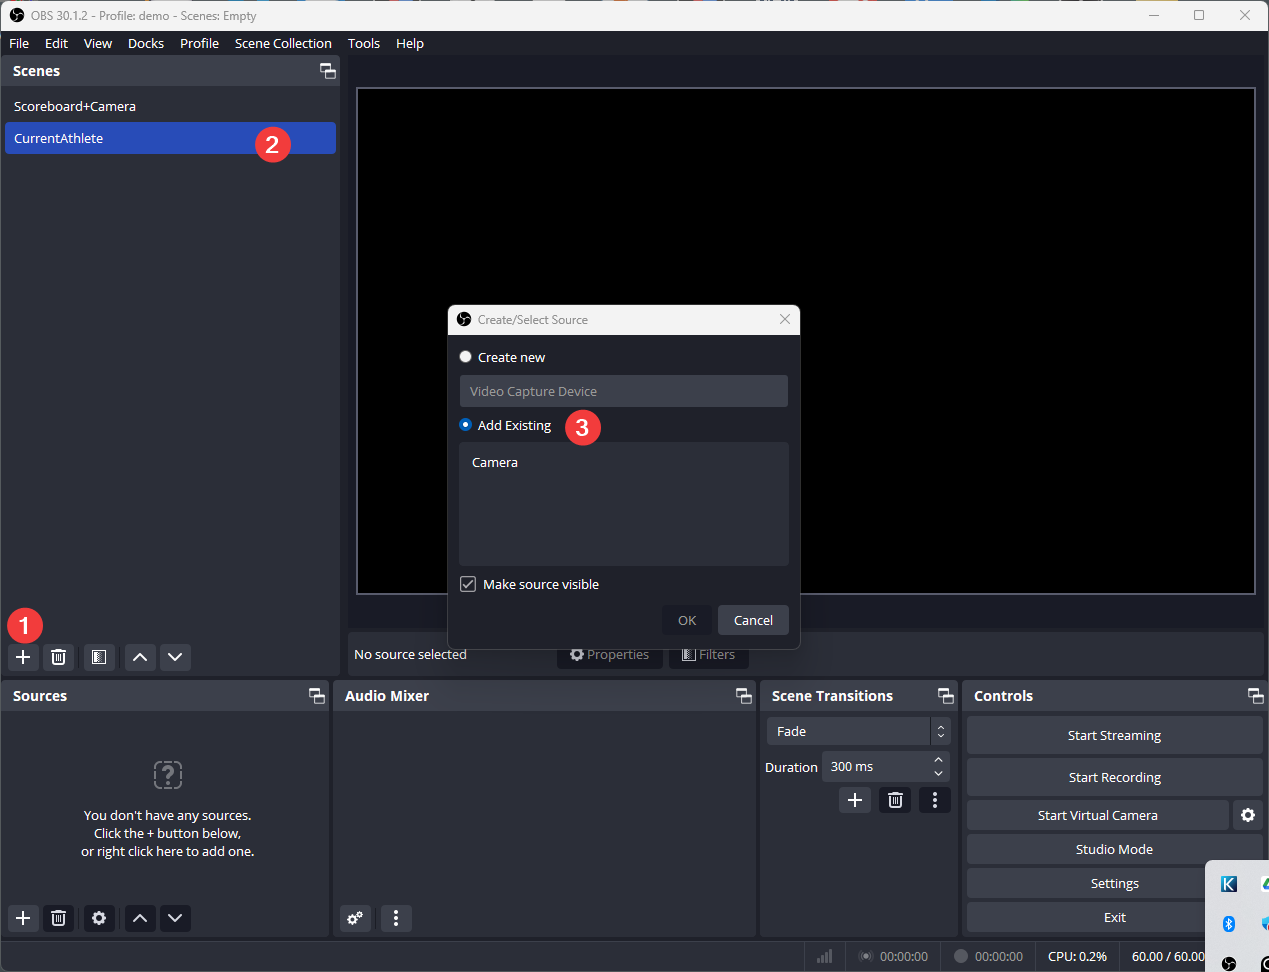 OBS 30.1.2 - Profile: demo - Scenes: Empty
File Edit View Docks Profile Scene Collection Tools Help
Scenes
Scoreboard+Camera
CurrentAthlete
2
Create/Select Source
Create new
Video Capture Device
Add Existing
3
Camera
Make source visible
OK
Cancel
1
No source selected
Properties
Filters
Sources
You don't have any sources.
Click the + button below,
or right click here to add one.
Audio Mixer
Scene Transitions
Fade
Duration 300 ms
Controls
Start Streaming
Start Recording
Start Virtual Camera
Studio Mode
Settings
Exit
K
00:00:00
00:00:00
CPU: 0.2%
60.00 / 60.00